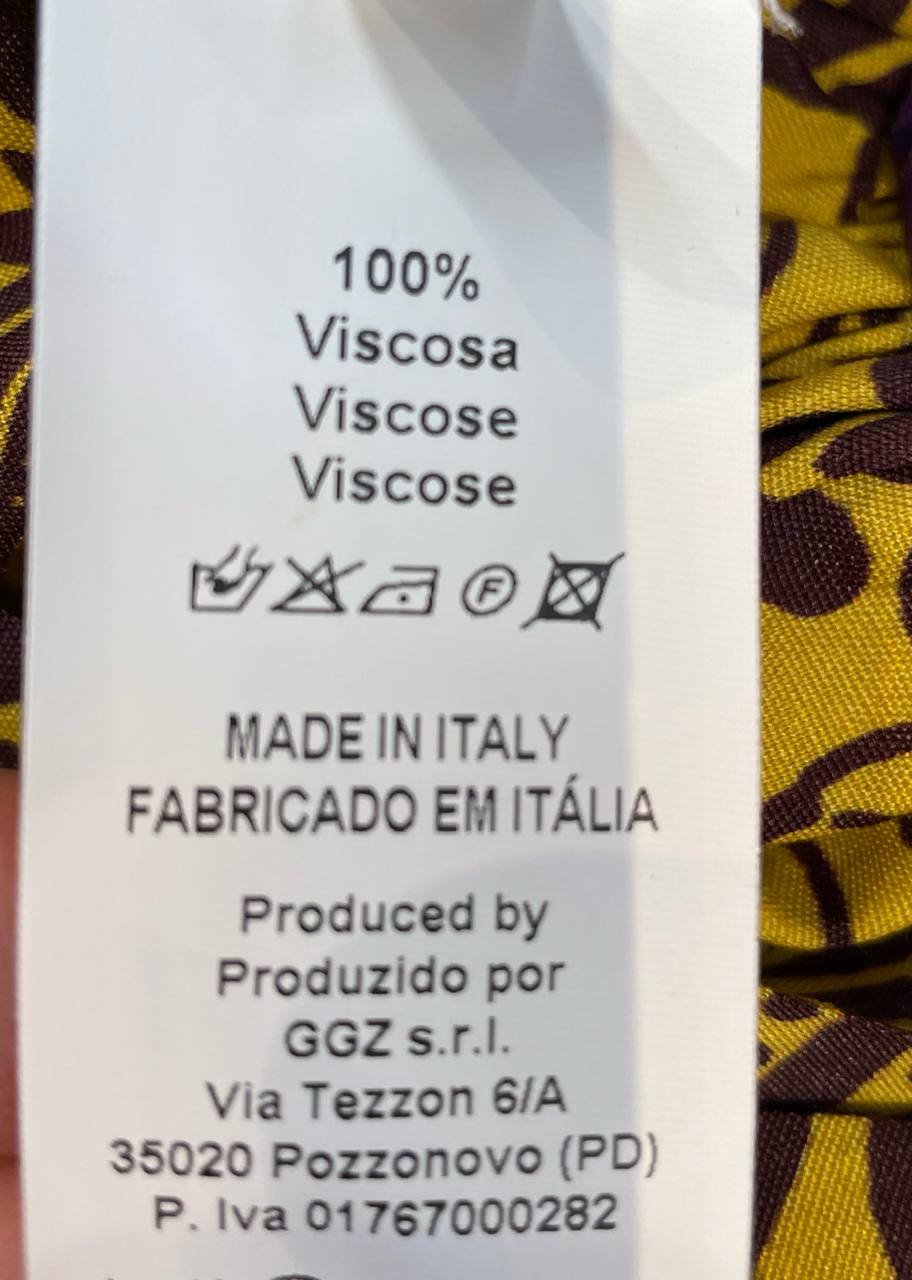 100%
Viscosa
Viscose
Viscose
F
MADE IN ITALY
FABRICADO EM ITÁLIA
Produced by
Produzido por
GGZ s.r.l.
Via Tezzon 6/A
35020 Pozzonovo (PD)
P. Iva 01767000282